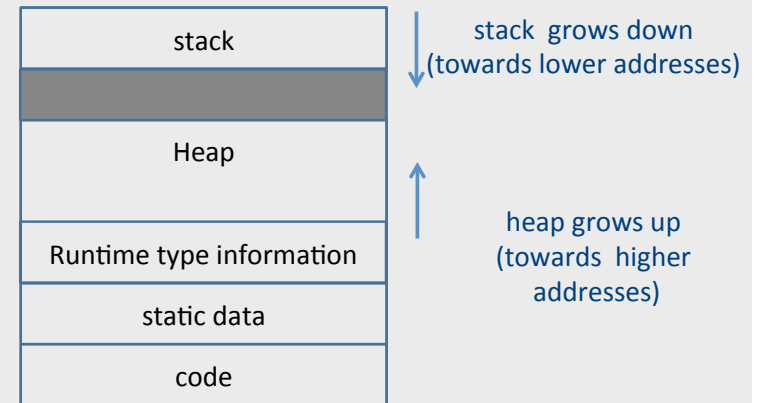 stack
stack grows down
(towards lower addresses)
Heap
heap grows up
(towards higher
addresses)
Runtime type information
static data
code